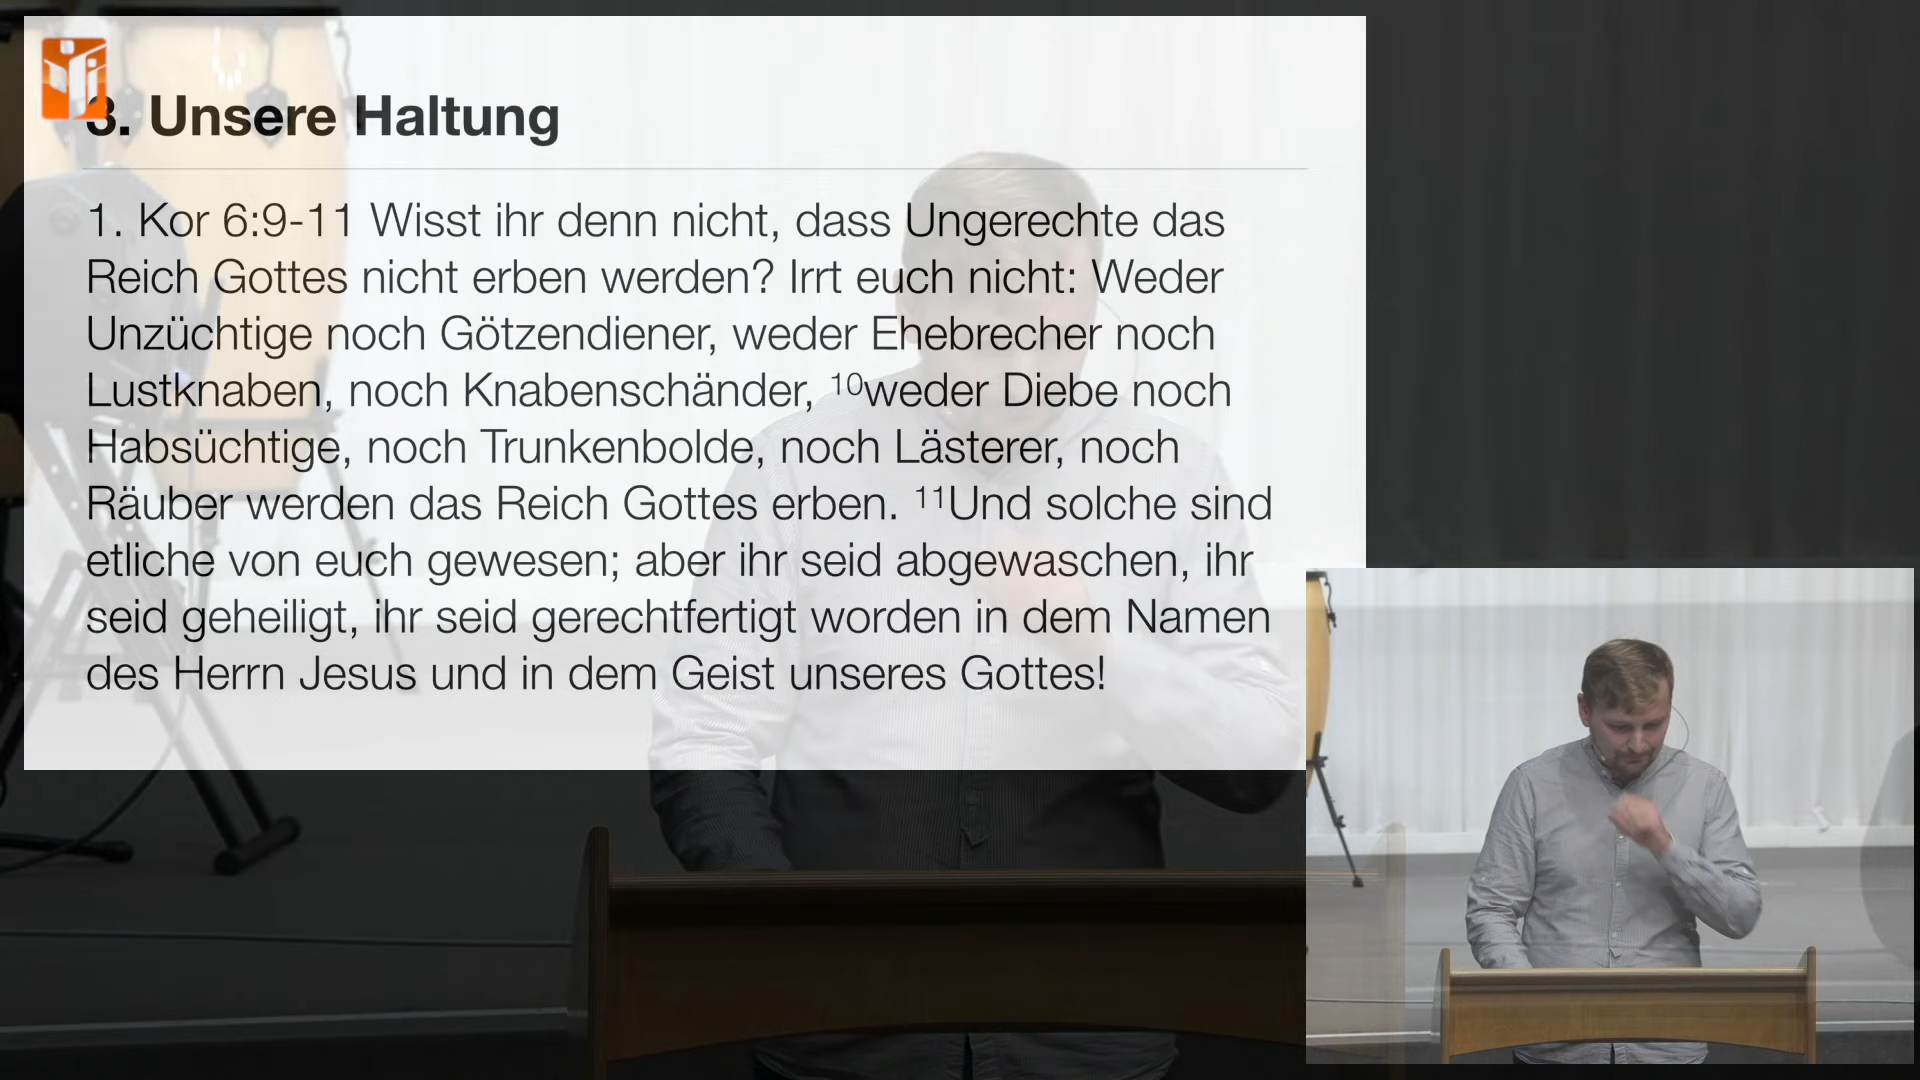 3. Unsere Haltung
1. Kor 6:9-11 Wisst ihr denn nicht, dass Ungerechte das
Reich Gottes nicht erben werden? Irrt euch nicht: Weder
Unzüchtige noch Götzendiener, weder Ehebrecher noch
Lustknaben, noch Knabenschänder, ¹⁰weder Diebe noch
Habsüchtige, noch Trunkenbolde, noch Lästerer, noch
Räuber werden das Reich Gottes erben. ¹¹Und solche sind
etliche von euch gewesen; aber ihr seid abgewaschen, ihr
seid geheiligt, ihr seid gerechtfertigt worden in dem Namen
des Herrn Jesus und in dem Geist unseres Gottes!